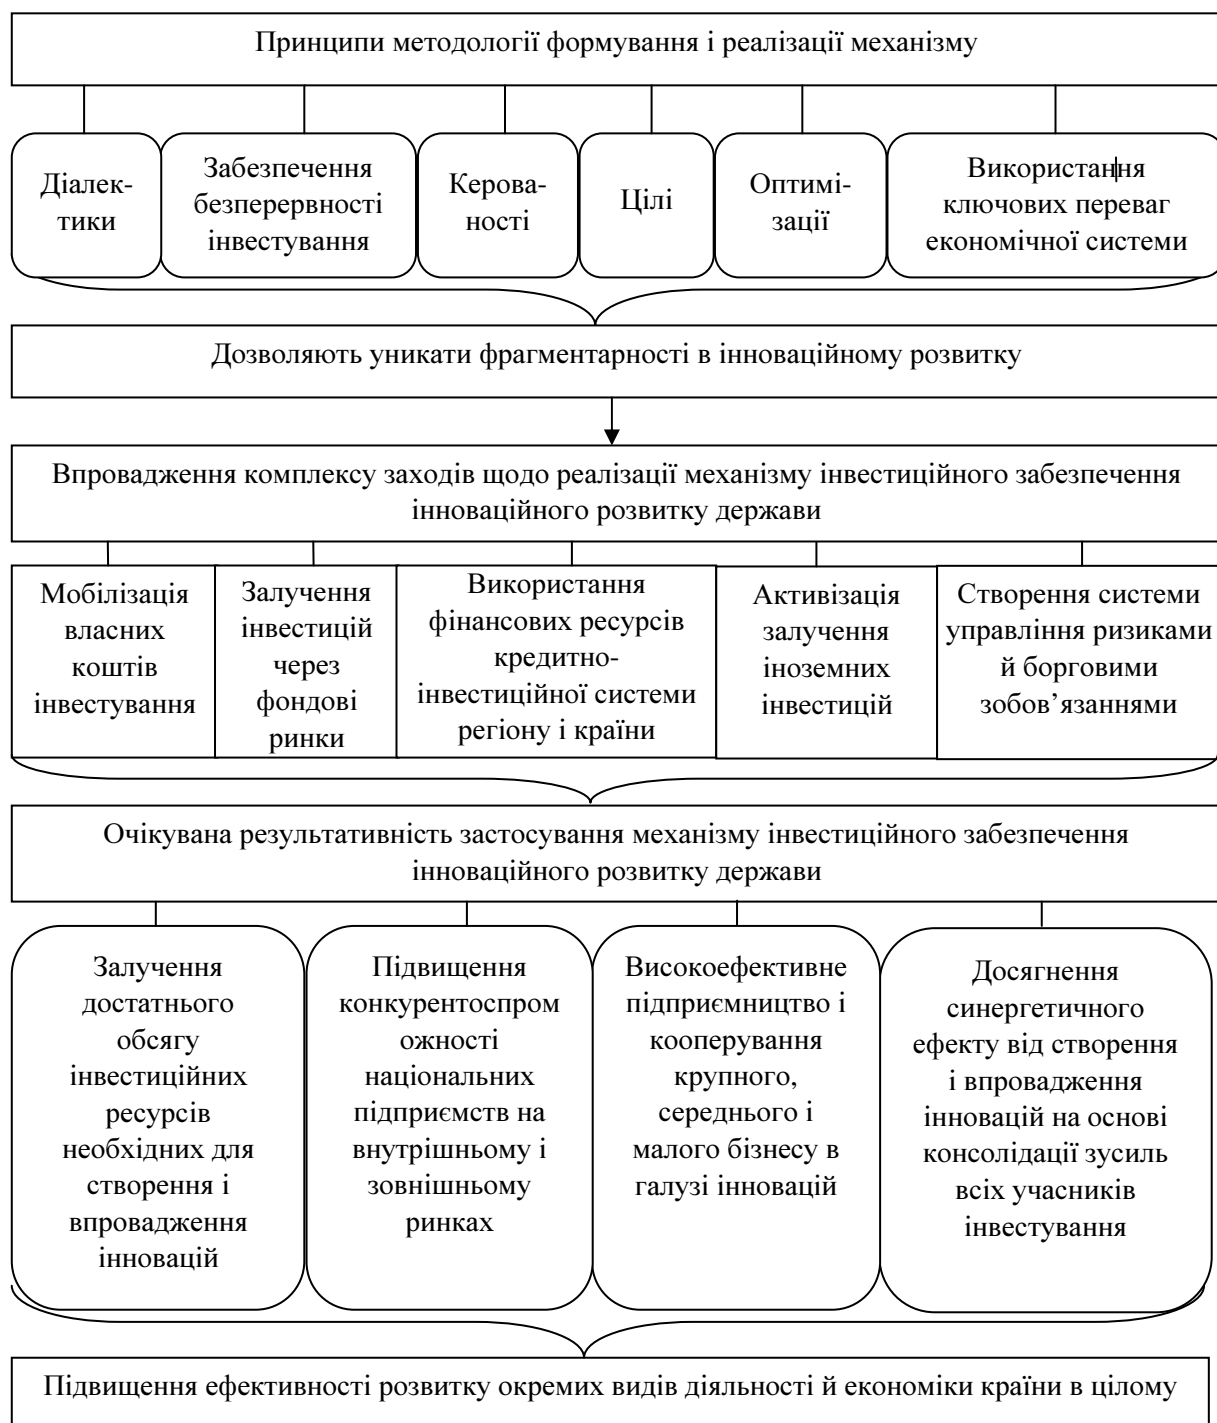 Принципи методології формування і реалізації механізму
Діалек-
тики
Забезпечення
безперервності
інвестування
Керова-
ності
Цілі
Оптимі-
зації
Використання
ключових переваг
економічної системи
Дозволяють уникати фрагментарності в інноваційному розвитку
Впровадження комплексу заходів щодо реалізації механізму інвестиційного забезпечення
інноваційного розвитку держави
Мобілізація
власних
коштів
інвестування
Залучення
інвестицій
через
фондові
ринки
Використання
фінансових ресурсів
кредитно-
інвестиційної системи
регіону і країни
Активізація
залучення
іноземних
інвестицій
Створення системи
управління ризиками
й борговими
зобов’язаннями
Очікувана результативність застосування механізму інвестиційного забезпечення
інноваційного розвитку держави
Залучення
достатнього
обсягу
інвестиційних
ресурсів
необхідних для
створення і
впровадження
інновацій
Підвищення
конкурентоспром
ожності
національних
підприємств на
внутрішньому і
зовнішньому
ринках
Високоефективне
підприємництво і
кооперування
крупного,
середнього і
малого бізнесу в
галузі інновацій
Досягнення
синергетичного
ефекту від створення
і впровадження
інновацій на основі
консолідації зусиль
всіх учасників
інвестування
Підвищення ефективності розвитку окремих видів діяльності й економіки країни в цілому